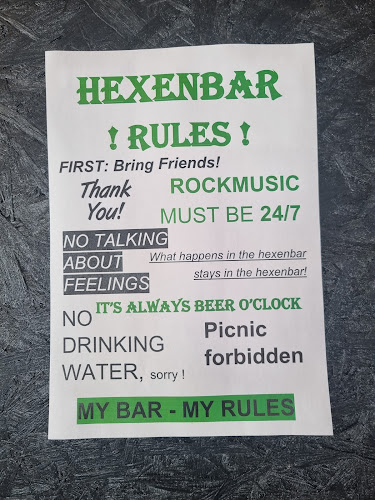 HEXENBAR
! RULES !
FIRST: Bring Friends!
Thank
You!
ROCKMUSIC
MUST BE 24/7
NO TALKING
ABOUT
FEELINGS
What happens in the hexenbar
stays in the hexenbar!
IT'S ALWAYS BEER O'CLOCK
NO
DRINKING
WATER, sorry !
Picnic
forbidden
MY BAR - MY RULES